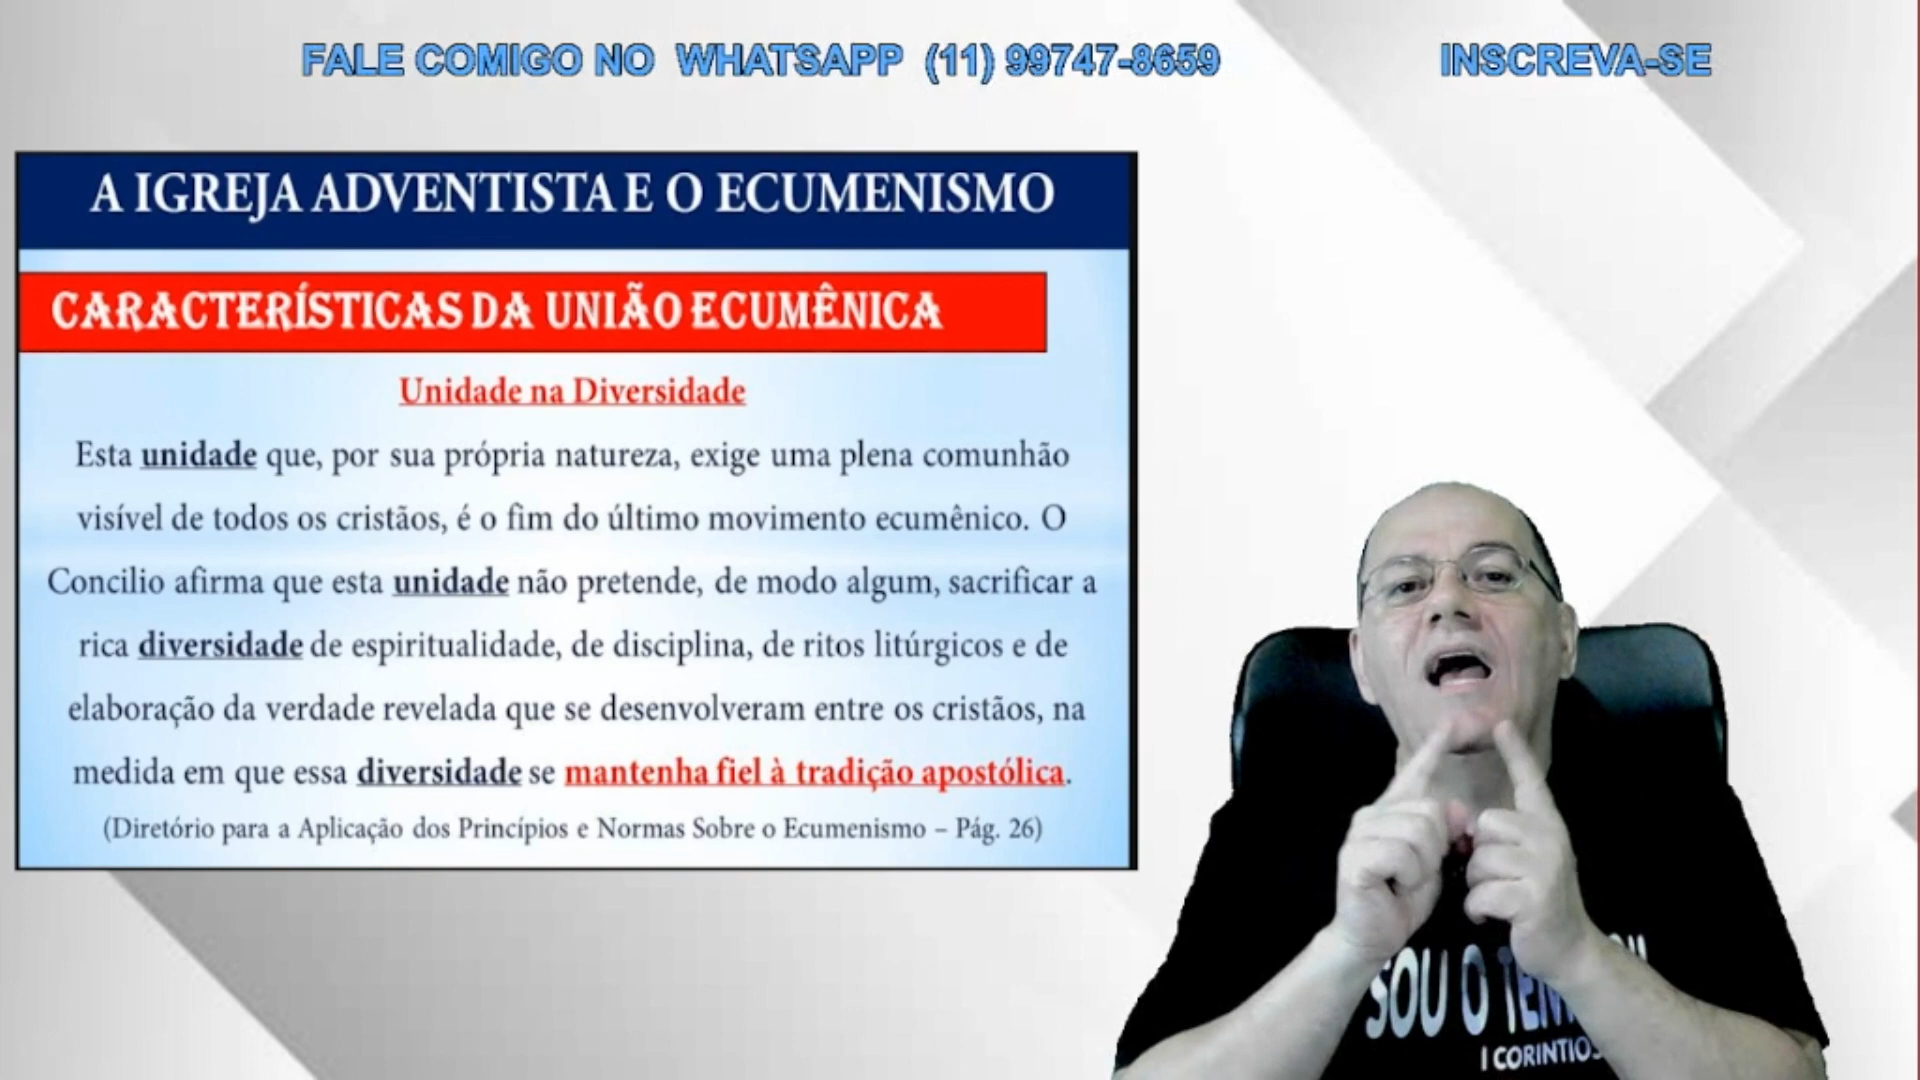 FALE COMIGO NO WHATSAPP (11) 99747-8659 INSCREVA-SE
A IGREJA ADVENTISTA E O ECUMENISMO
CARACTERÍSTICAS DA UNIÃO ECUMÊNICA
Unidade na Diversidade
Esta unidade que, por sua própria natureza, exige uma plena comunhão
visível de todos os cristãos, é o fim do último movimento ecumênico. O
Concilio afirma que esta unidade não pretende, de modo algum, sacrificar a
rica diversidade de espiritualidade, de disciplina, de ritos litúrgicos e de
elaboração da verdade revelada que se desenvolveram entre os cristãos, na
medida em que essa diversidade se mantenha fiel à tradição apostólica.
(Diretório para a Aplicação dos Princípios e Normas Sobre o Ecumenismo – Pág. 26)
SOU O
I CORINTIOS